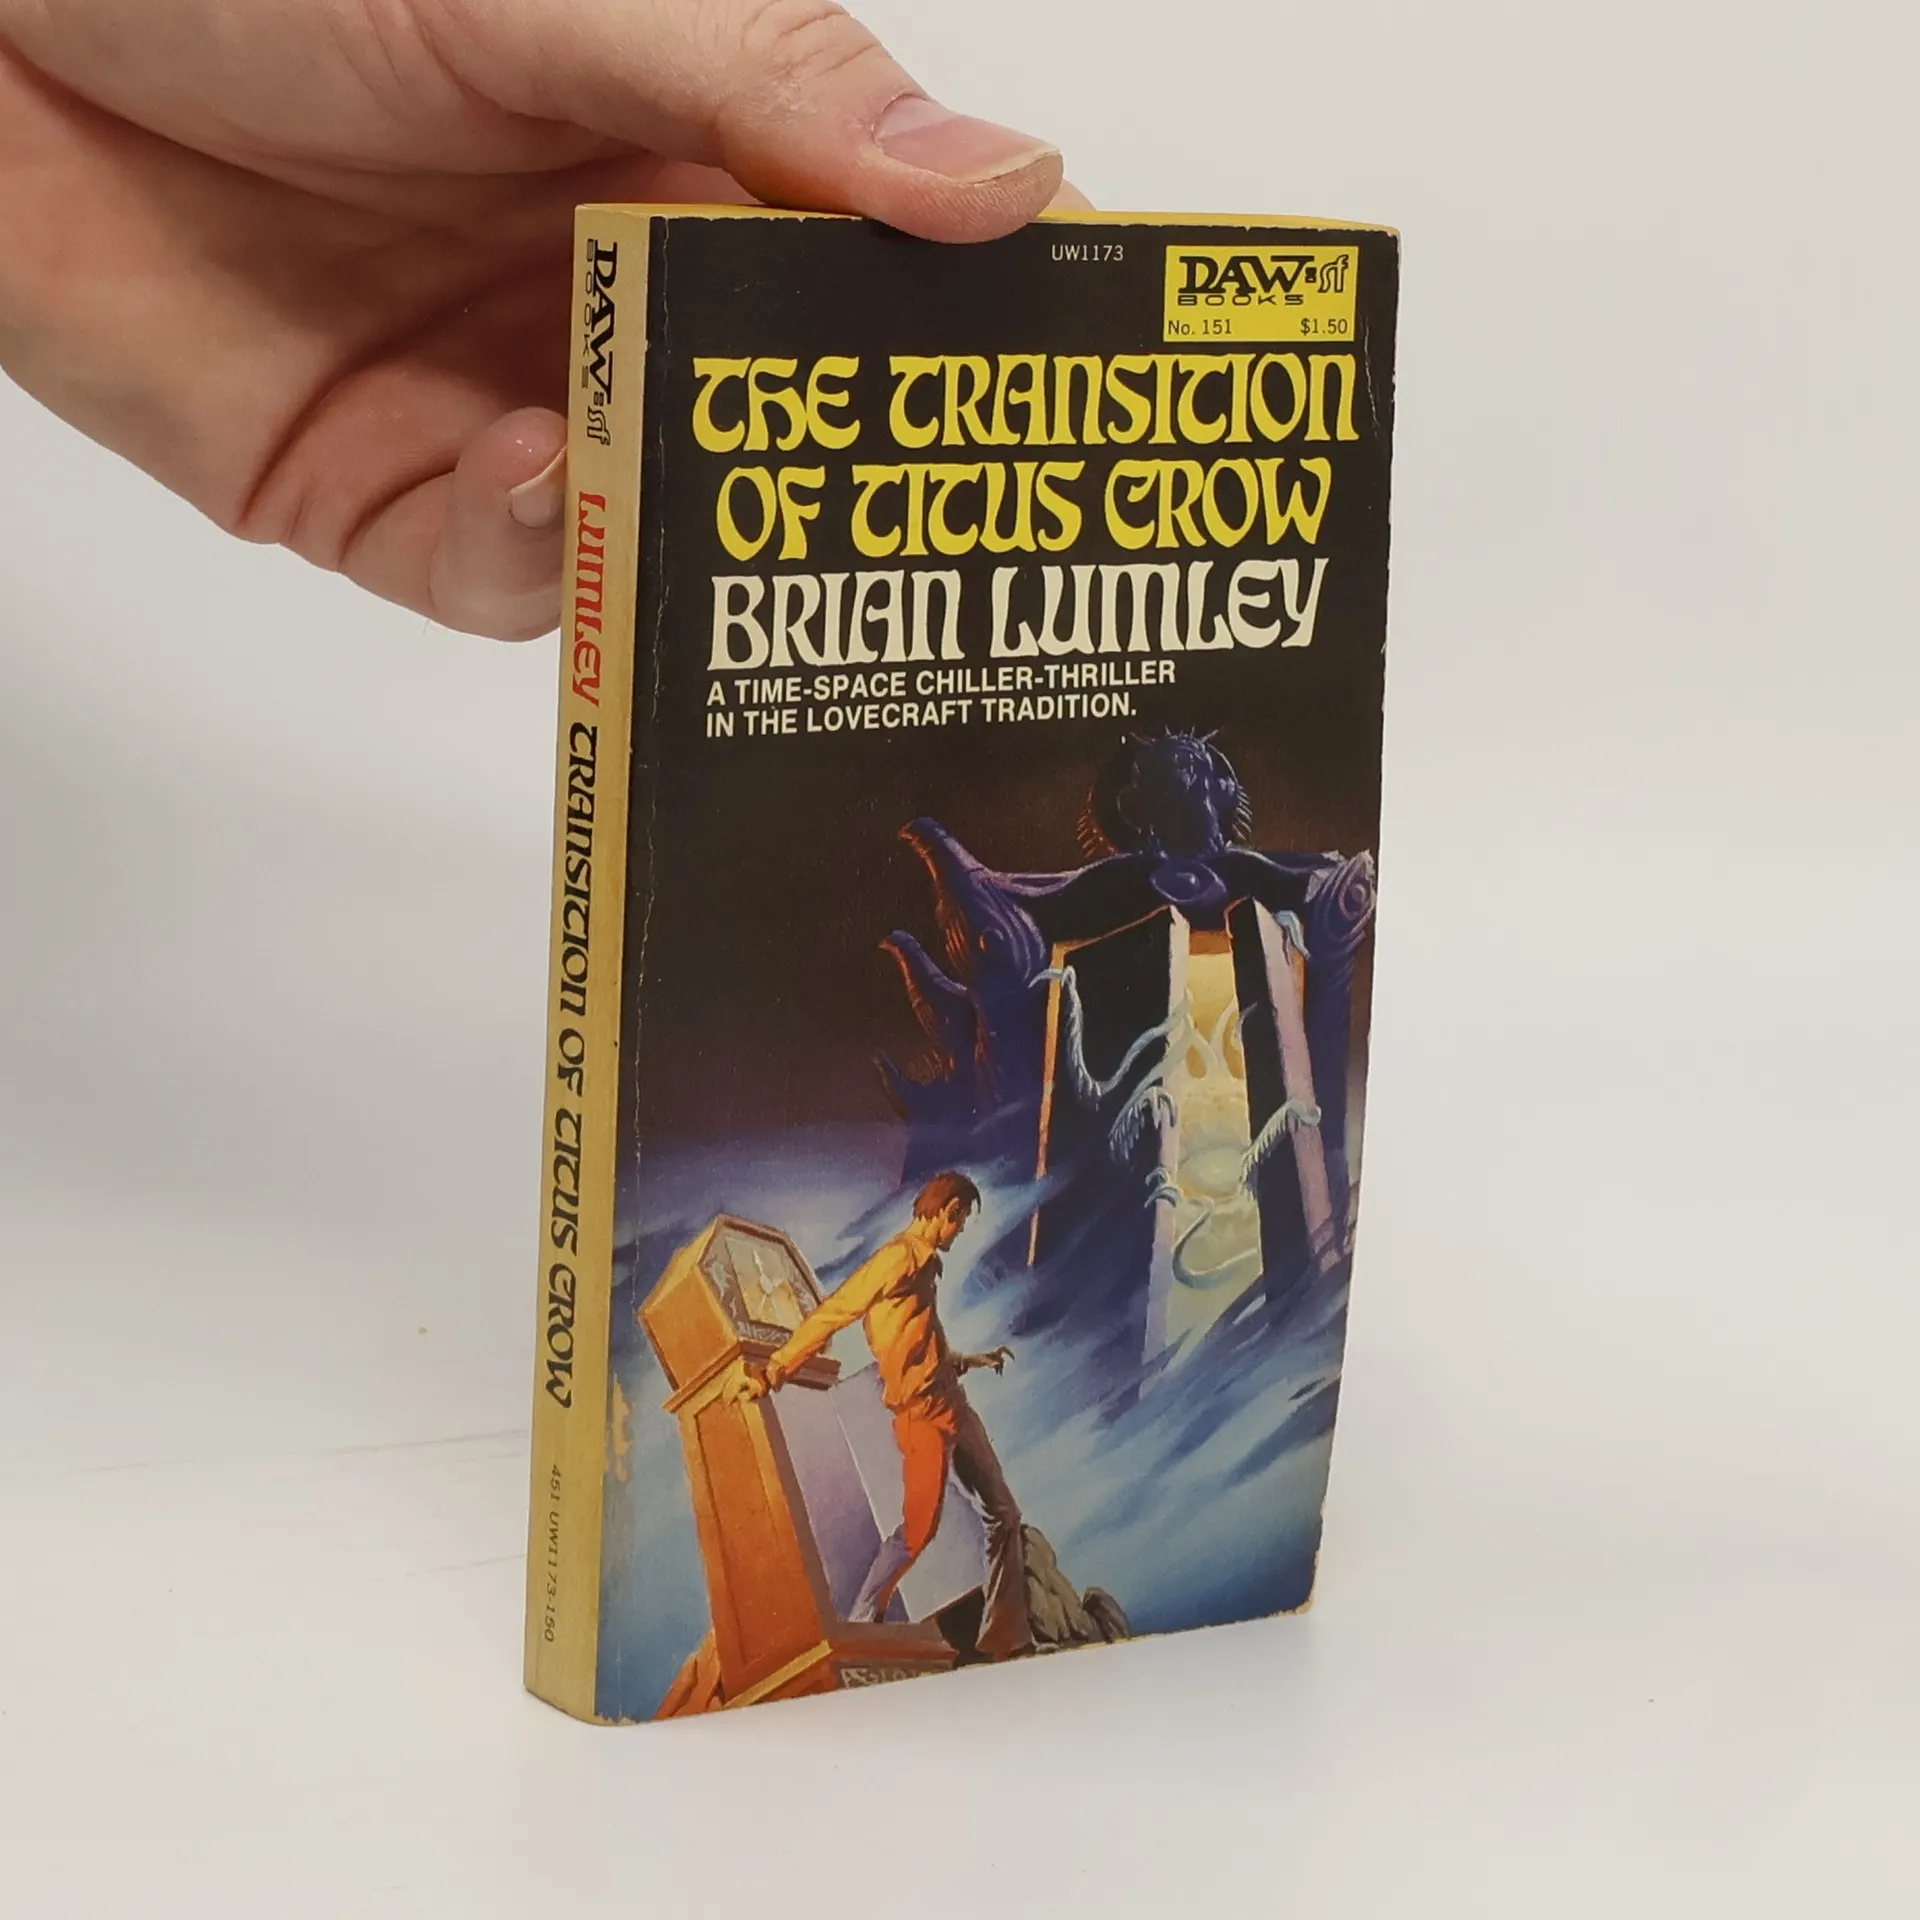 UW1173
DAW=sf
BOOKS
No. 151 $1.50
THE TRANSITION
OF TITUS CROW
BRIAN LUMLEY
A TIME-SPACE CHILLER-THRILLER
IN THE LOVECRAFT TRADITION.
DAW=sf
BOOKS
LUMLEY TRANSITION OF TITUS CROW
451 UW1173-150